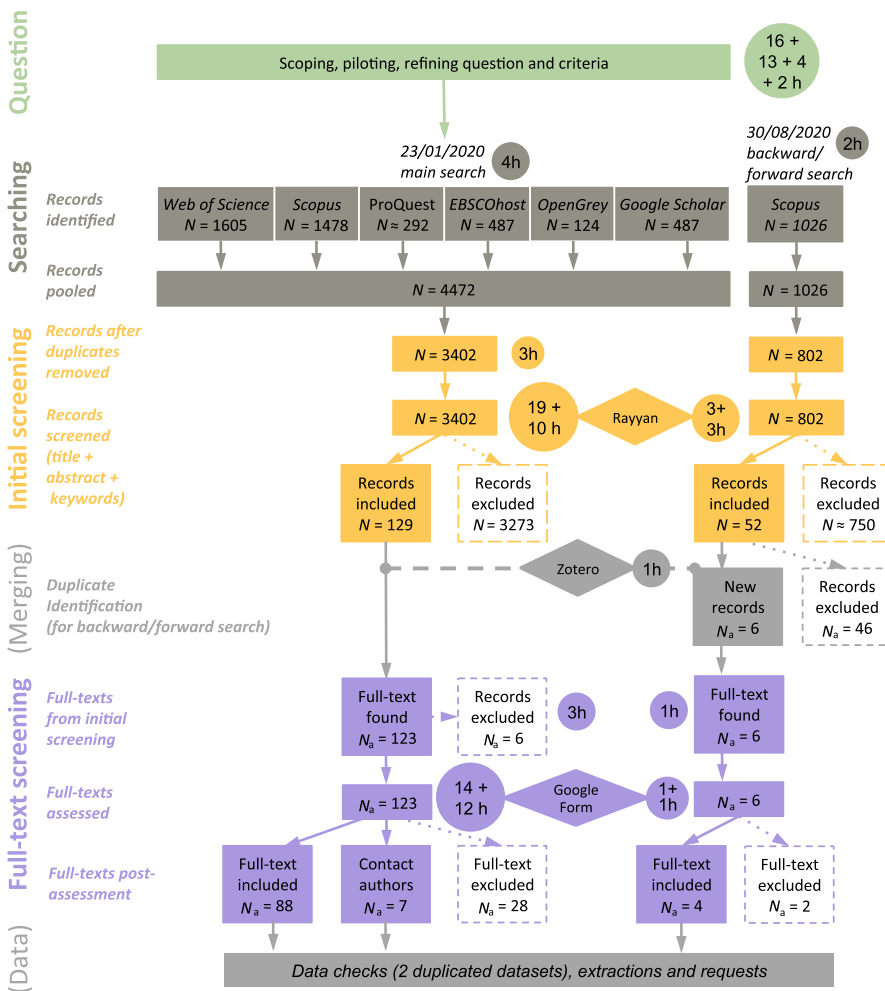 Question
Scoping, piloting, refining question and criteria
16 +
13 + 4
+ 2 h
Searching
23/01/2020
main search
4h
30/08/2020
backward/
forward search
2h
Records
identified
Web of Science
N = 1605
Scopus
N = 1478
ProQuest
N ≈ 292
EBSCOhost
N = 487
OpenGrey
N = 124
Google Scholar
N = 487
Scopus
N = 1026
Records
pooled
N = 4472
N = 1026
Initial screening
Records after
duplicates
removed
N = 3402
3h
N = 802
Records
screened
(title +
abstract +
keywords)
N = 3402
19 +
10 h
Rayyan
3+
3h
N = 802
Records
included
N = 129
Records
excluded
N = 3273
Records
included
N = 52
Records
excluded
N ≈ 750
(Merging)
Duplicate
Identification
(for backward/forward search)
Zotero
1h
New
records
Na = 6
Records
excluded
Na = 46
Full-text screening
Full-texts
from initial
screening
Full-text
found
Na = 123
Records
excluded
Na = 6
3h
1h
Full-text
found
Na = 6
Full-texts
assessed
Na = 123
14 +
12 h
Google
Form
1+
1h
Na = 6
Full-texts post-
assessment
Full-text
included
Na = 88
Contact
authors
Na = 7
Full-text
excluded
Na = 28
Full-text
included
Na = 4
Full-text
excluded
Na = 2
(Data)
Data checks (2 duplicated datasets), extractions and requests